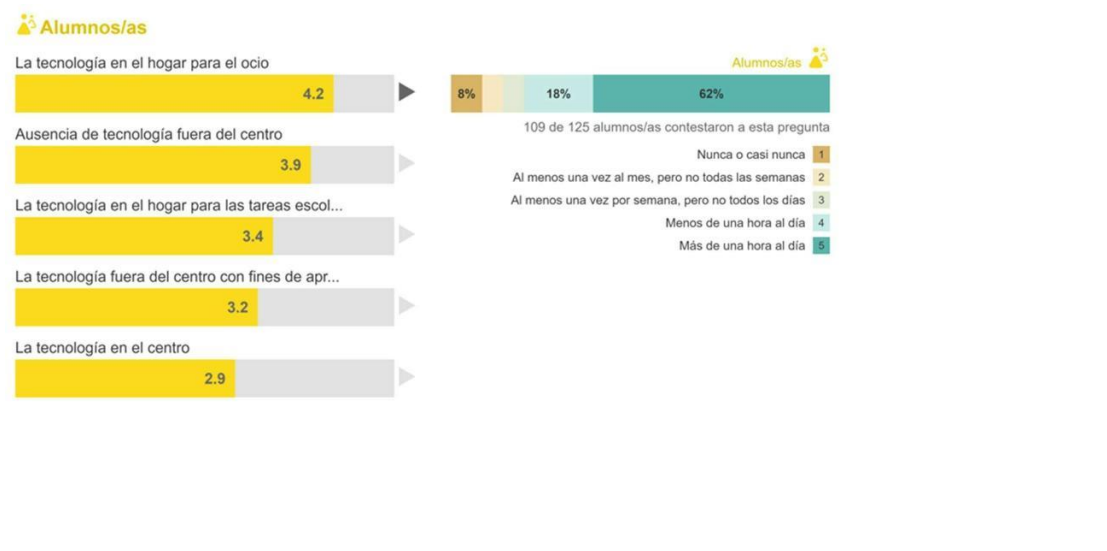 Alumnos/as
La tecnología en el hogar para el ocio
4.2
Ausencia de tecnología fuera del centro
3.9
La tecnología en el hogar para las tareas escol...
3.4
La tecnología fuera del centro con fines de apr...
3.2
La tecnología en el centro
2.9
Alumnos/as
8% 18% 62%
109 de 125 alumnos/as contestaron a esta pregunta
Nunca o casi nunca 1
Al menos una vez al mes, pero no todas las semanas 2
Al menos una vez por semana, pero no todos los días 3
Menos de una hora al día 4
Más de una hora al día 5